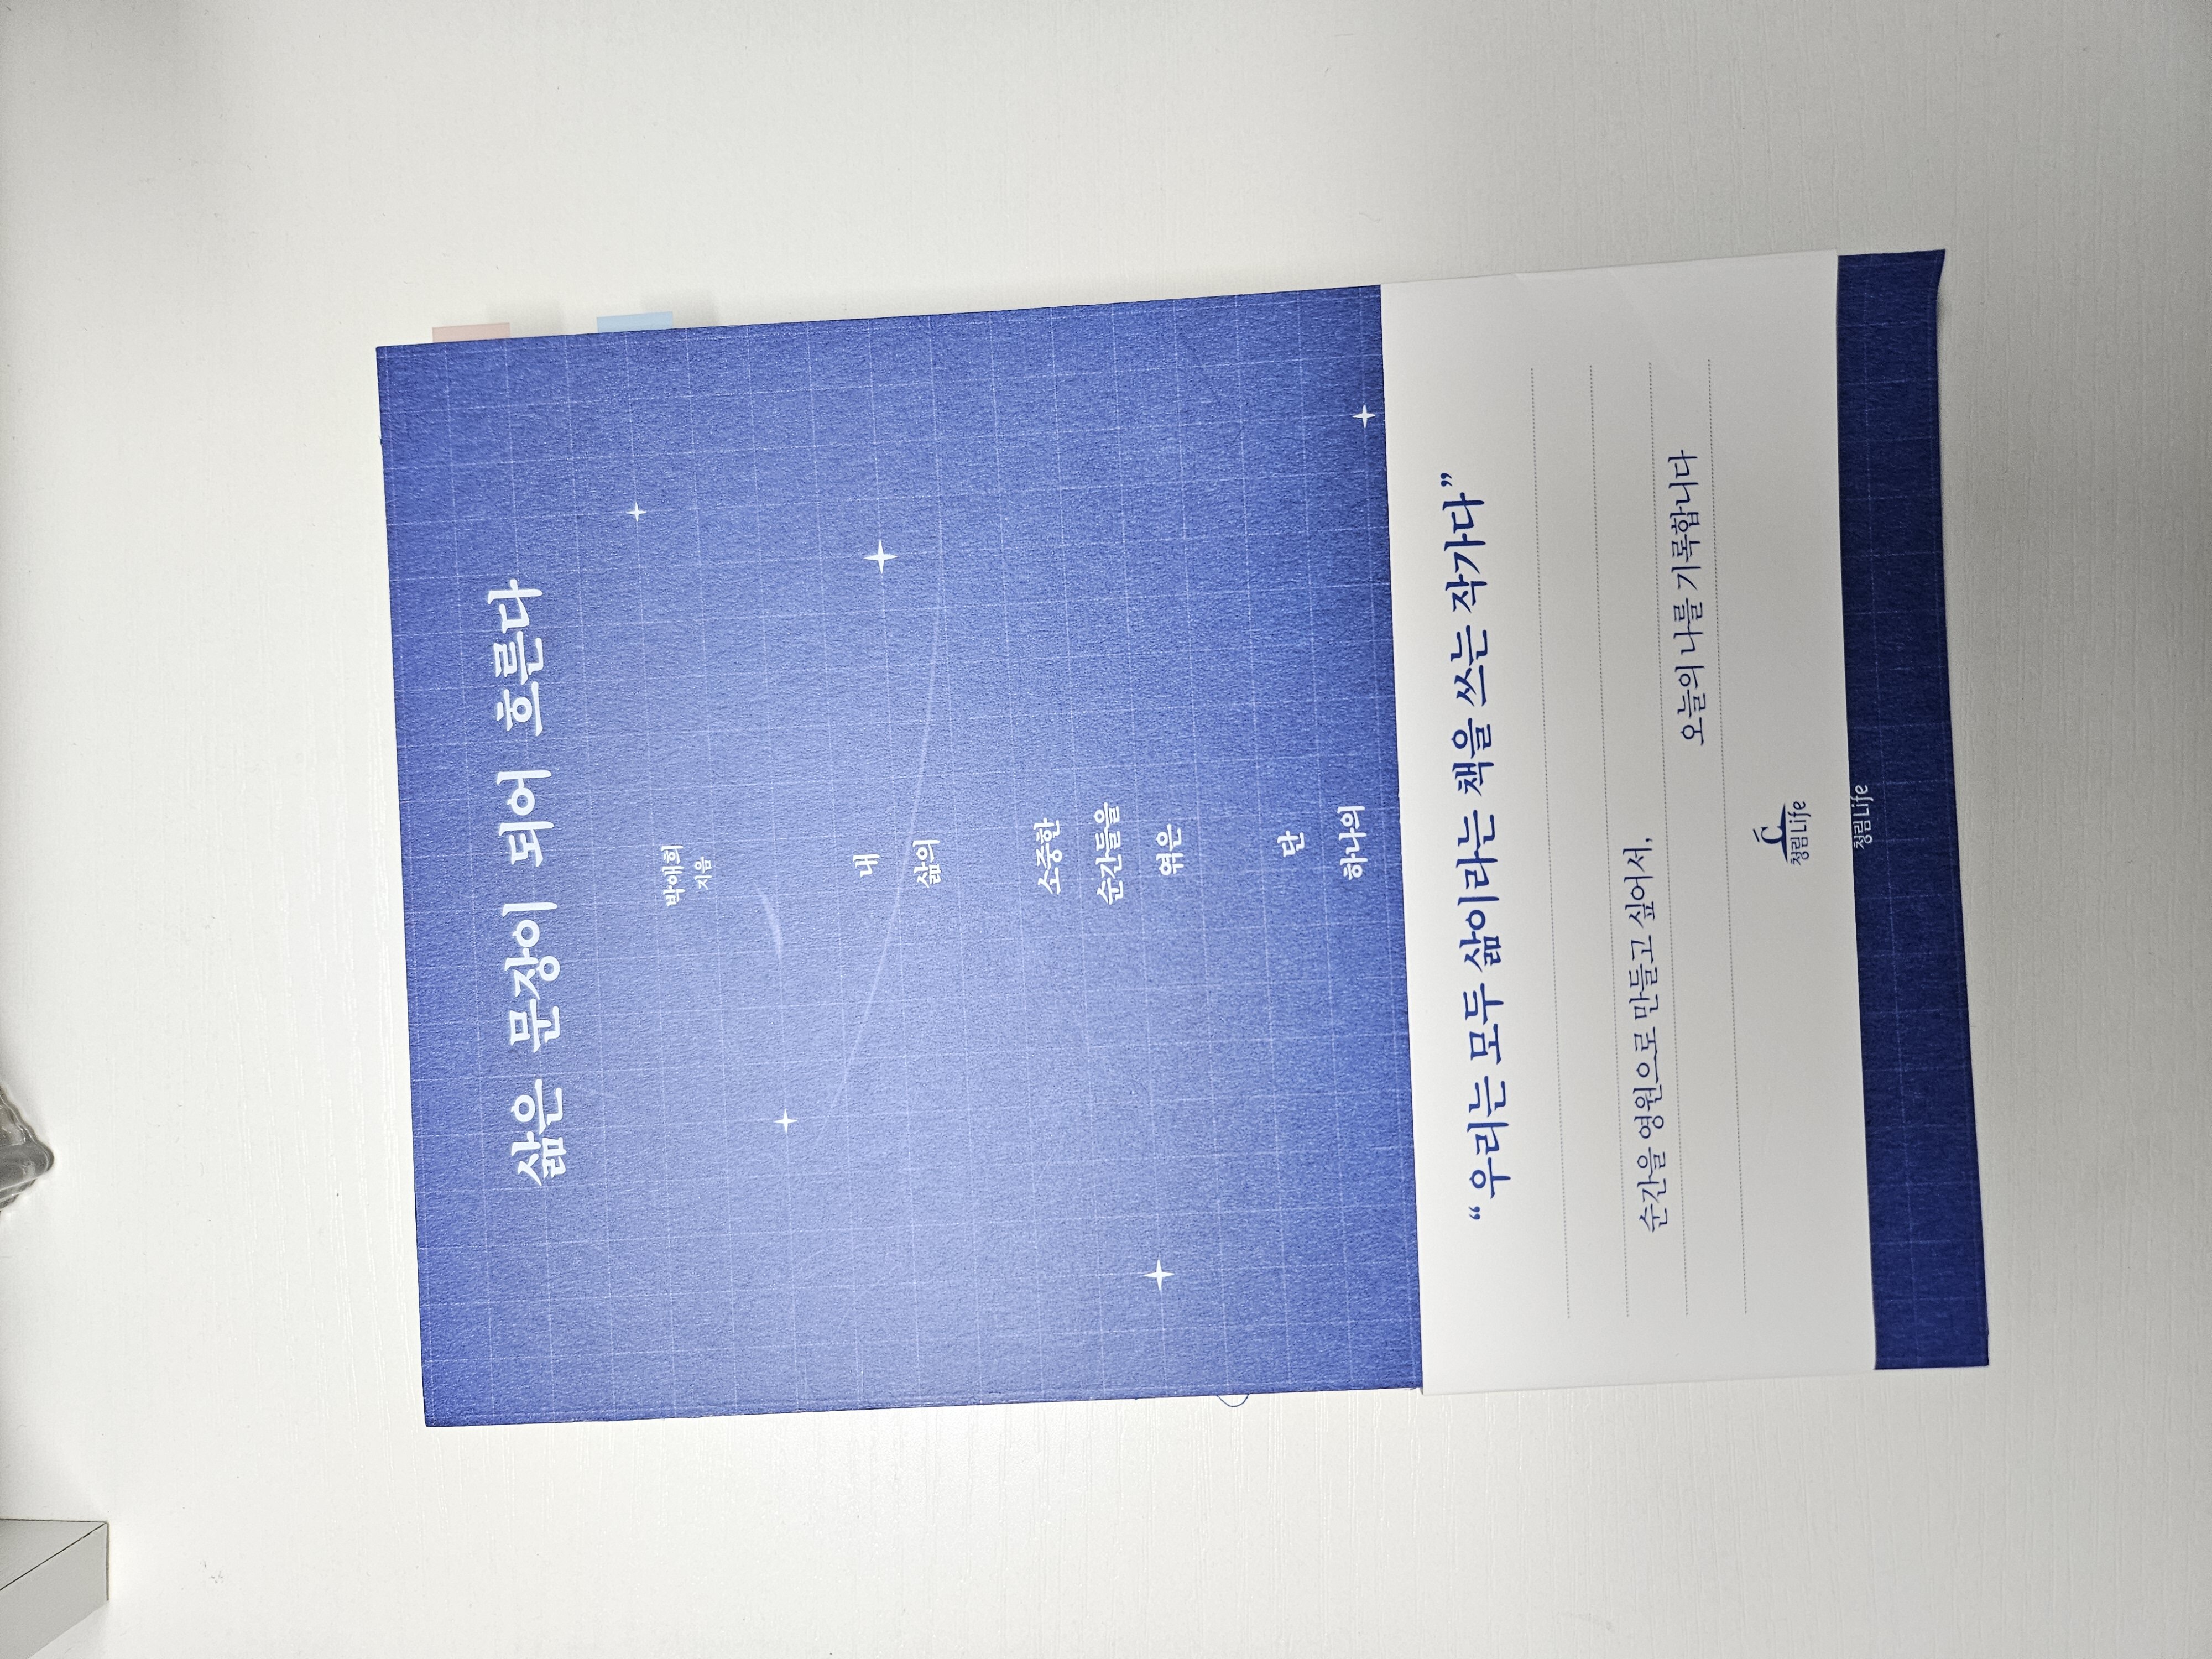 삶은 문장이 되어 흐른다
박애희
지음
내
삶의
소중한
순간들을
엮은
단
하나의
“우리는 모두 삶이라는 책을 쓰는 작가다”
순간을 영원으로 만들고 싶어서,
오늘의 나를 기록합니다
청림Life
청림Life